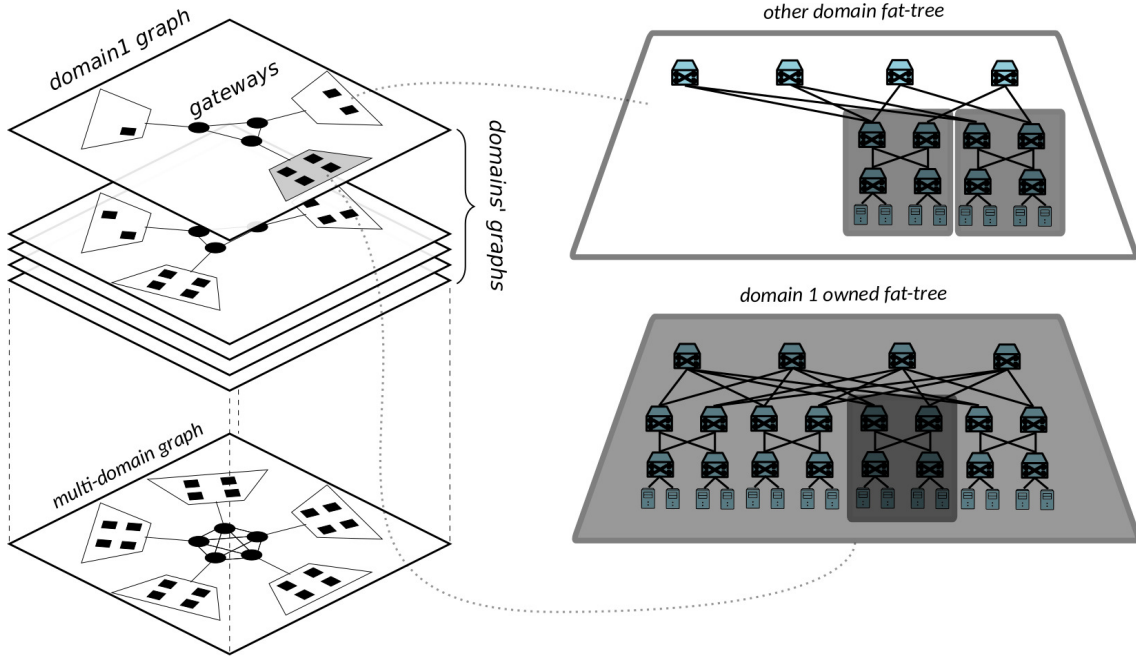 domain1 graph
gateways
domains' graphs
multi-domain graph
other domain fat-tree
domain 1 owned fat-tree